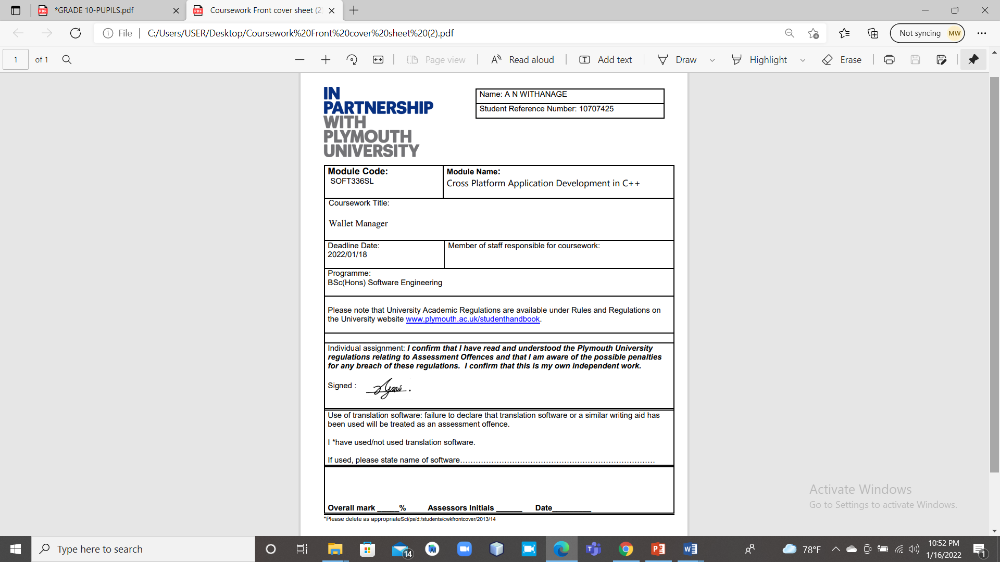 *GRADE 10-PUPILS.pdf
Coursework Front cover sheet (2
File
C:/Users/USER/Desktop/Coursework%20Front%20cover%20sheet%20(2).pdf
Not syncing MW
1 of 1
Page view
Read aloud
Add text
Draw
Highlight
Erase
IN
PARTNERSHIP
WITH
PLYMOUTH
UNIVERSITY
Name: A N WITHANAGE
Student Reference Number: 10707425
Module Code:
SOFT336SL
Module Name:
Cross Platform Application Development in C++
Coursework Title:
Wallet Manager
Deadline Date:
2022/01/18
Member of staff responsible for coursework:
Programme:
BSc(Hons) Software Engineering
Please note that University Academic Regulations are available under Rules and Regulations on
the University website www.plymouth.ac.uk/studenthandbook.
Individual assignment: I confirm that I have read and understood the Plymouth University
regulations relating to Assessment Offences and that I am aware of the possible penalties
for any breach of these regulations. I confirm that this is my own independent work.
Signed :
Use of translation software: failure to declare that translation software or a similar writing aid has
been used will be treated as an assessment offence.
I *have used/not used translation software.
If used, please state name of software…………………………………………………………………
Overall mark _____% Assessors Initials ______ Date_________
*Please delete as appropriateSci/ps/d:/students/cwkfrontcover/2013/14
Activate Windows
Go to Settings to activate Windows.
Type here to search
14
78°F
10:52 PM
1/16/2022
1